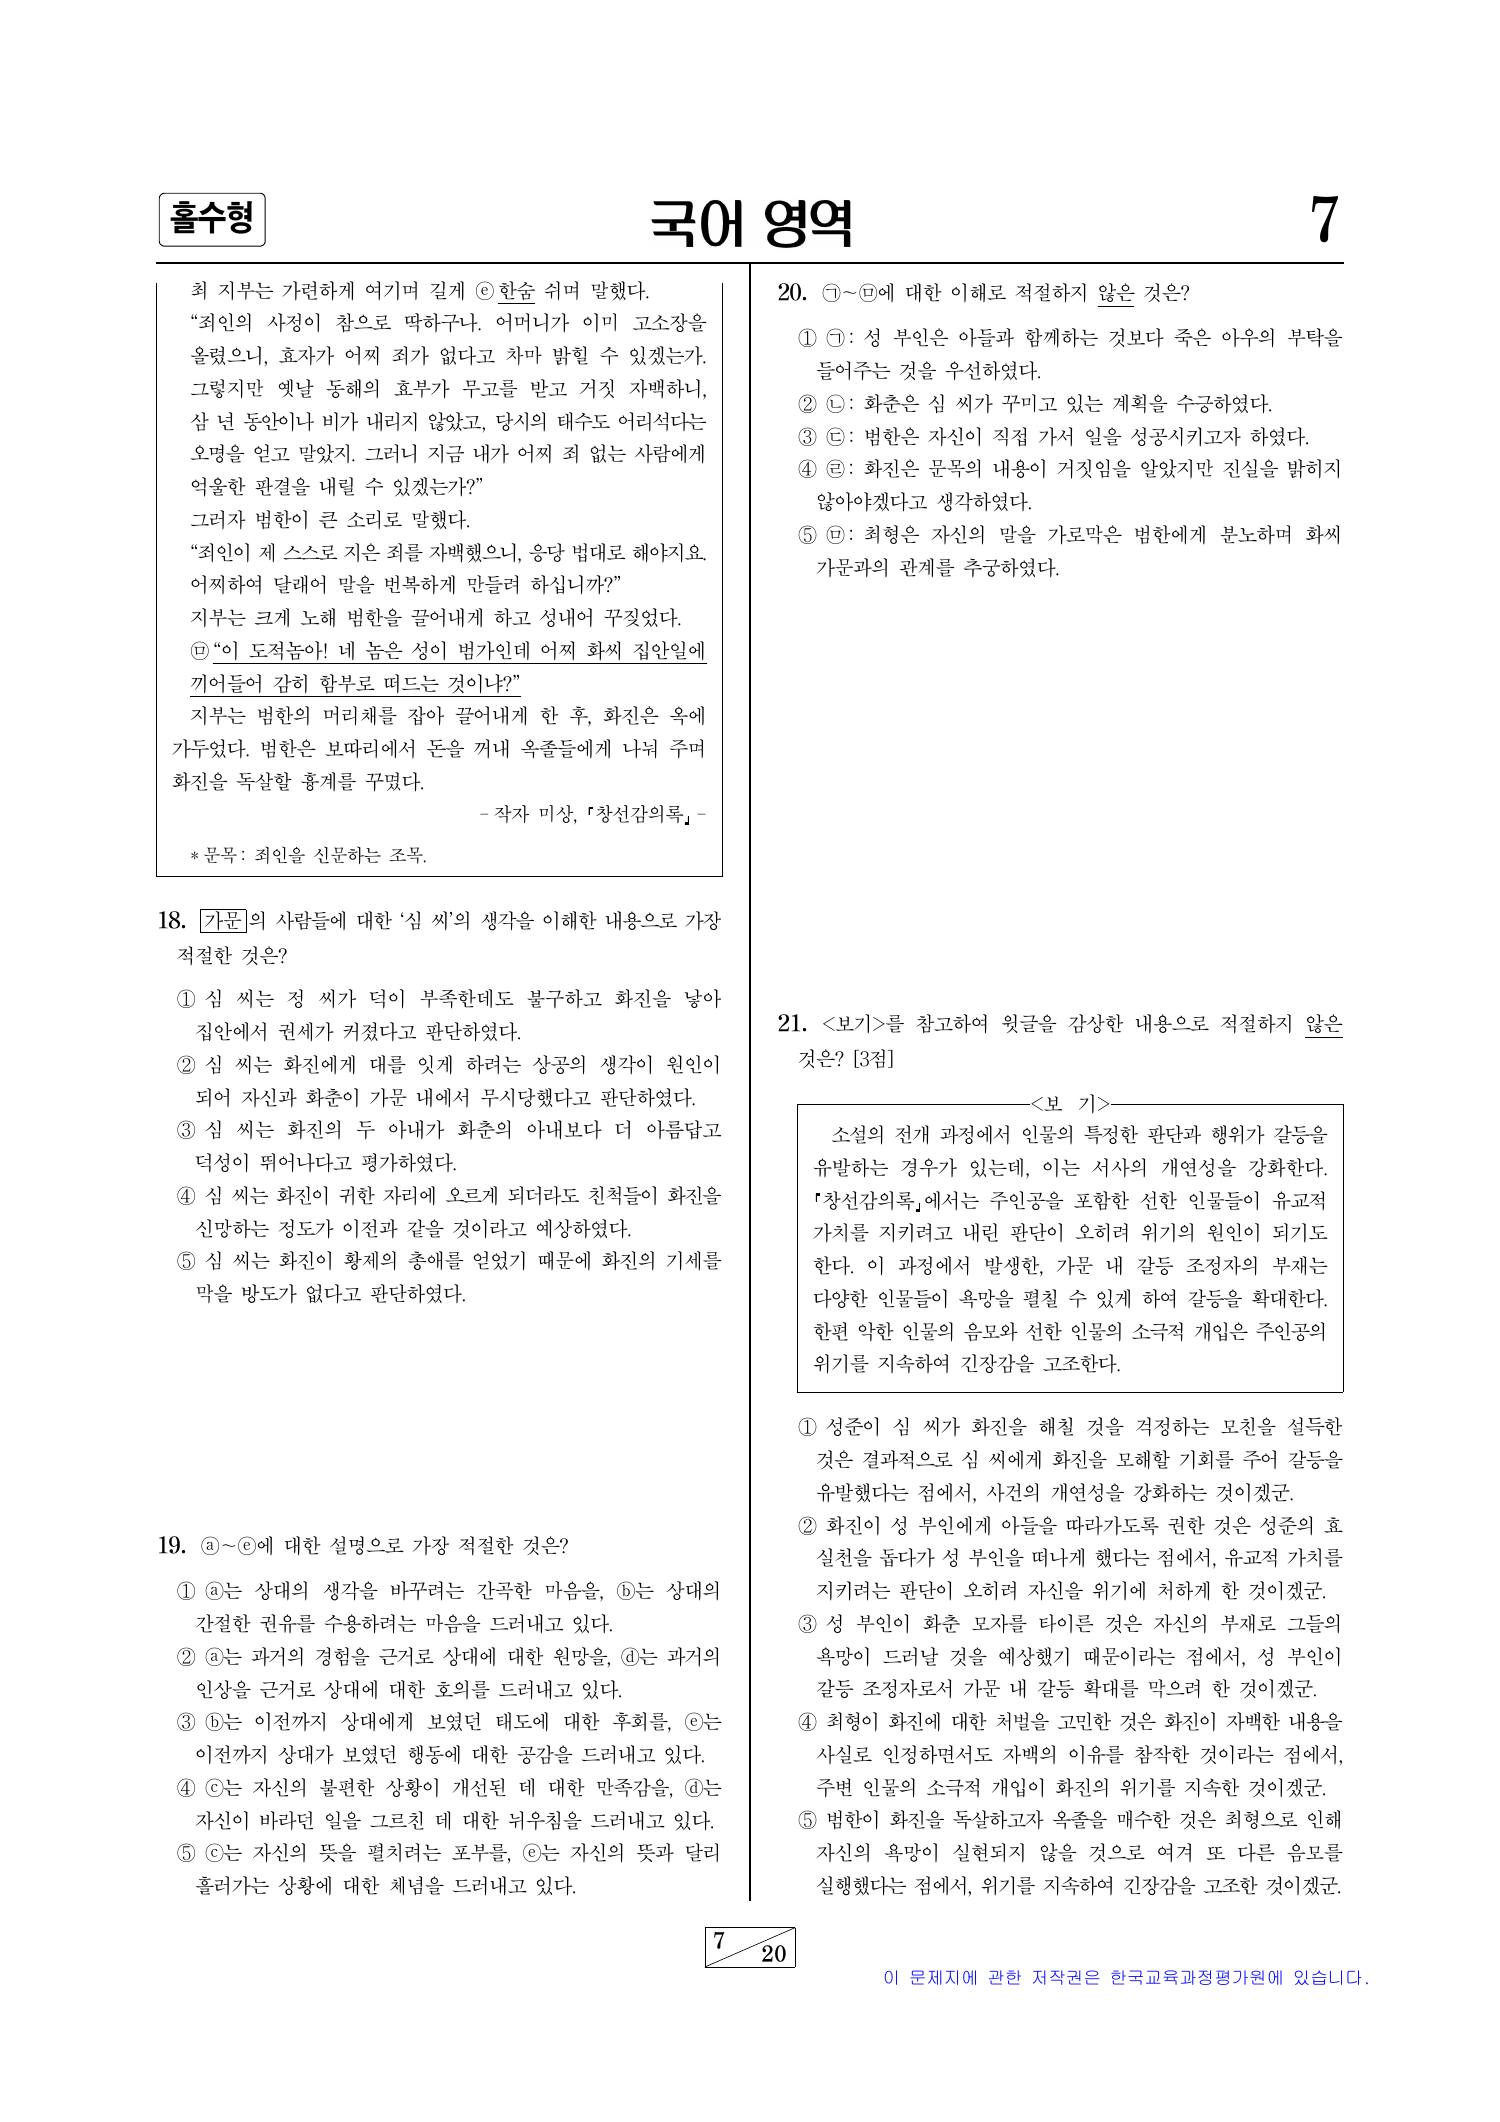 홀수형
국어 영역
7
최 지부는 가련하게 여기며 길게 ⓔ한숨 쉬며 말했다.
“죄인의 사정이 참으로 딱하구나. 어머니가 이미 고소장을
올렸으니, 효자가 어찌 죄가 없다고 차마 밝힐 수 있겠는가.
그렇지만 옛날 동해의 효부가 무고를 받고 거짓 자백하니,
삼 년 동안이나 비가 내리지 않았고, 당시의 태수도 어리석다는
오명을 얻고 말았지. 그러니 지금 내가 어찌 죄 없는 사람에게
억울한 판결을 내릴 수 있겠는가?”
그러자 범한이 큰 소리로 말했다.
“죄인이 제 스스로 지은 죄를 자백했으니, 응당 법대로 해야지요.
어찌하여 달래어 말을 번복하게 만들려 하십니까?”
지부는 크게 노해 범한을 끌어내게 하고 성내어 꾸짖었다.
㉤“이 도적놈아! 네 놈은 성이 범가인데 어찌 화씨 집안일에
끼어들어 감히 함부로 떠드는 것이냐?”
지부는 범한의 머리채를 잡아 끌어내게 한 후, 화진은 옥에
가두었다. 범한은 보따리에서 돈을 꺼내 옥졸들에게 나눠 주며
화진을 독살할 흉계를 꾸몄다.
- 작자 미상, 『창선감의록』 -
* 문목 : 죄인을 신문하는 조목.
18. 가문의 사람들에 대한 ‘심 씨’의 생각을 이해한 내용으로 가장
적절한 것은?
① 심 씨는 정 씨가 덕이 부족한데도 불구하고 화진을 낳아
집안에서 권세가 커졌다고 판단하였다.
② 심 씨는 화진에게 대를 잇게 하려는 상공의 생각이 원인이
되어 자신과 화춘이 가문 내에서 무시당했다고 판단하였다.
③ 심 씨는 화진의 두 아내가 화춘의 아내보다 더 아름답고
덕성이 뛰어나다고 평가하였다.
④ 심 씨는 화진이 귀한 자리에 오르게 되더라도 친척들이 화진을
신망하는 정도가 이전과 같을 것이라고 예상하였다.
⑤ 심 씨는 화진이 황제의 총애를 얻었기 때문에 화진의 기세를
막을 방도가 없다고 판단하였다.
19. ⓐ～ⓔ에 대한 설명으로 가장 적절한 것은?
① ⓐ는 상대의 생각을 바꾸려는 간곡한 마음을, ⓑ는 상대의
간절한 권유를 수용하려는 마음을 드러내고 있다.
② ⓐ는 과거의 경험을 근거로 상대에 대한 원망을, ⓓ는 과거의
인상을 근거로 상대에 대한 호의를 드러내고 있다.
③ ⓑ는 이전까지 상대에게 보였던 태도에 대한 후회를, ⓔ는
이전까지 상대가 보였던 행동에 대한 공감을 드러내고 있다.
④ ⓒ는 자신의 불편한 상황이 개선된 데 대한 만족감을, ⓓ는
자신이 바라던 일을 그르친 데 대한 뉘우침을 드러내고 있다.
⑤ ⓒ는 자신의 뜻을 펼치려는 포부를, ⓔ는 자신의 뜻과 달리
흘러가는 상황에 대한 체념을 드러내고 있다.
20. ㉠～㉤에 대한 이해로 적절하지 않은 것은?
① ㉠ : 성 부인은 아들과 함께하는 것보다 죽은 아우의 부탁을
들어주는 것을 우선하였다.
② ㉡ : 화춘은 심 씨가 꾸미고 있는 계획을 수긍하였다.
③ ㉢ : 범한은 자신이 직접 가서 일을 성공시키고자 하였다.
④ ㉣ : 화진은 문목의 내용이 거짓임을 알았지만 진실을 밝히지
않아야겠다고 생각하였다.
⑤ ㉤ : 최형은 자신의 말을 가로막은 범한에게 분노하며 화씨
가문과의 관계를 추궁하였다.
21. <보기>를 참고하여 윗글을 감상한 내용으로 적절하지 않은
것은? [3점]
<보 기>
소설의 전개 과정에서 인물의 특정한 판단과 행위가 갈등을
유발하는 경우가 있는데, 이는 서사의 개연성을 강화한다.
『창선감의록』에서는 주인공을 포함한 선한 인물들이 유교적
가치를 지키려고 내린 판단이 오히려 위기의 원인이 되기도
한다. 이 과정에서 발생한, 가문 내 갈등 조정자의 부재는
다양한 인물들이 욕망을 펼칠 수 있게 하여 갈등을 확대한다.
한편 악한 인물의 음모와 선한 인물의 소극적 개입은 주인공의
위기를 지속하여 긴장감을 고조한다.
① 성준이 심 씨가 화진을 해칠 것을 걱정하는 모친을 설득한
것은 결과적으로 심 씨에게 화진을 모해할 기회를 주어 갈등을
유발했다는 점에서, 사건의 개연성을 강화하는 것이겠군.
② 화진이 성 부인에게 아들을 따라가도록 권한 것은 성준의 효
실천을 돕다가 성 부인을 떠나게 했다는 점에서, 유교적 가치를
지키려는 판단이 오히려 자신을 위기에 처하게 한 것이겠군.
③ 성 부인이 화춘 모자를 타이른 것은 자신의 부재로 그들의
욕망이 드러날 것을 예상했기 때문이라는 점에서, 성 부인이
갈등 조정자로서 가문 내 갈등 확대를 막으려 한 것이겠군.
④ 최형이 화진에 대한 처벌을 고민한 것은 화진이 자백한 내용을
사실로 인정하면서도 자백의 이유를 참작한 것이라는 점에서,
주변 인물의 소극적 개입이 화진의 위기를 지속한 것이겠군.
⑤ 범한이 화진을 독살하고자 옥졸을 매수한 것은 최형으로 인해
자신의 욕망이 실현되지 않을 것으로 여겨 또 다른 음모를
실행했다는 점에서, 위기를 지속하여 긴장감을 고조한 것이겠군.
7
20
이 문제지에 관한 저작권은 한국교육과정평가원에 있습니다.